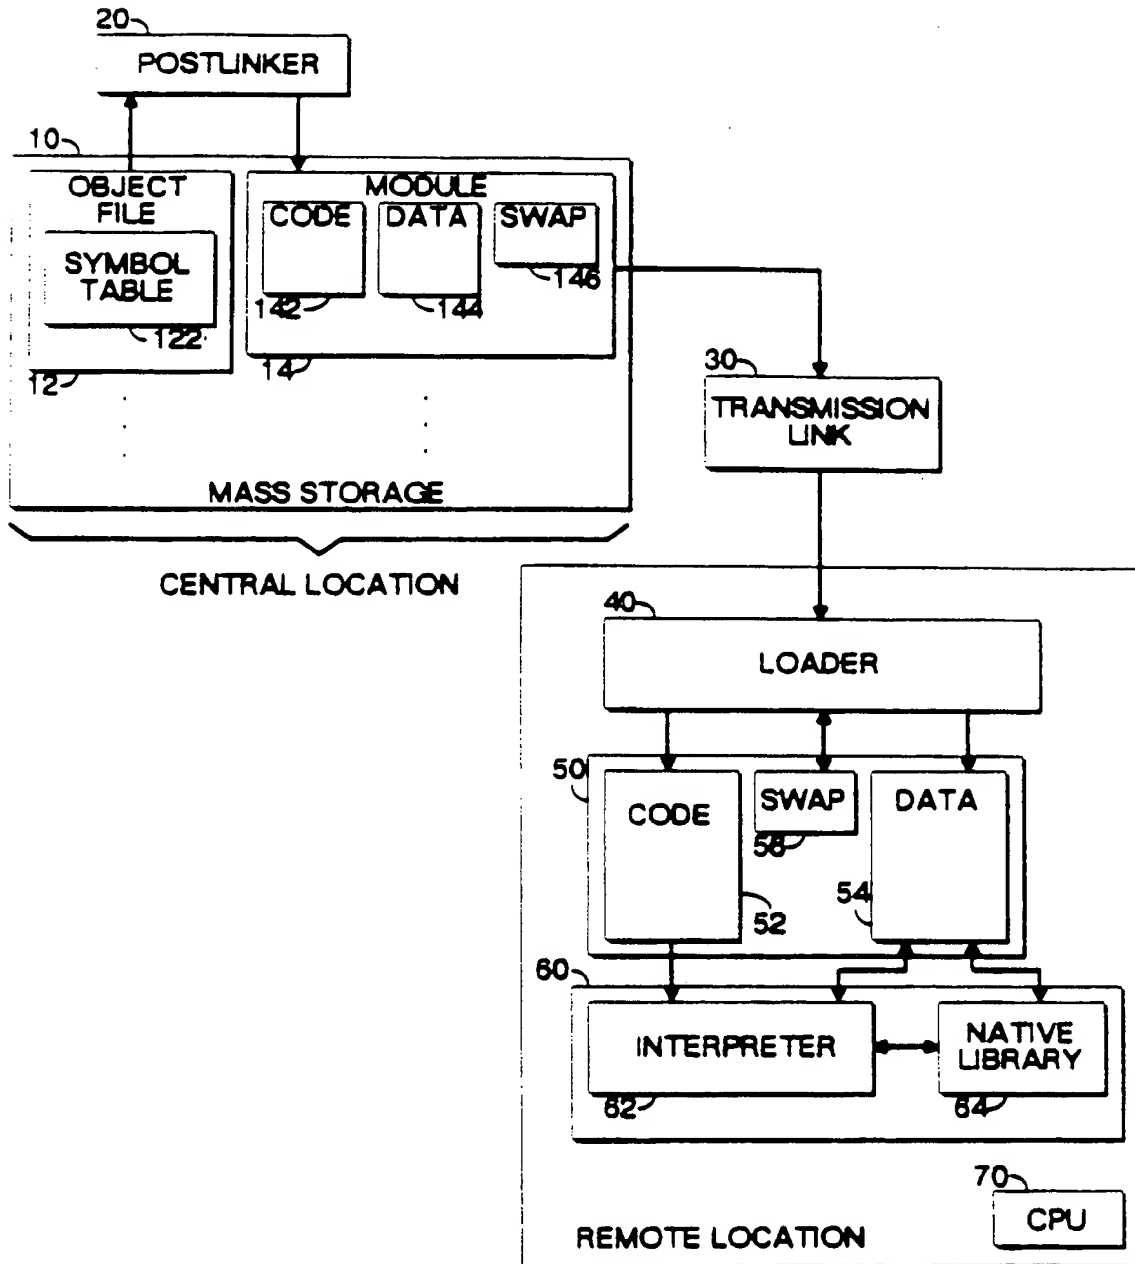 20
POSTLINKER
10
OBJECT
FILE
SYMBOL
TABLE
122
12
MODULE
CODE
DATA
SWAP
142
144
146
14
MASS STORAGE
CENTRAL LOCATION
30
TRANSMISSION
LINK
40
LOADER
50
CODE
SWAP
DATA
56
52
54
60
INTERPRETER
NATIVE
LIBRARY
62
64
70
CPU
REMOTE LOCATION